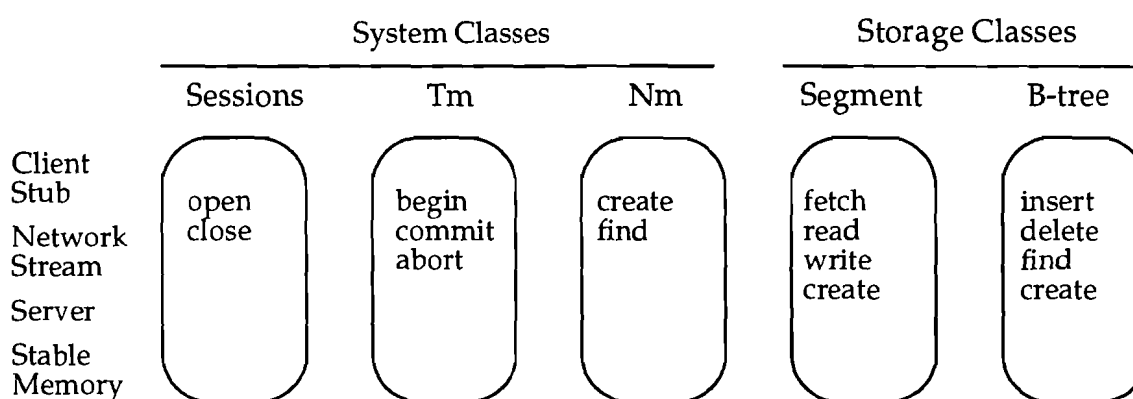 System Classes
Storage Classes
Sessions
Tm
Nm
Segment
B-tree
Client
Stub
Network
Stream
Server
Stable
Memory
open
close
begin
commit
abort
create
find
fetch
read
write
create
insert
delete
find
create